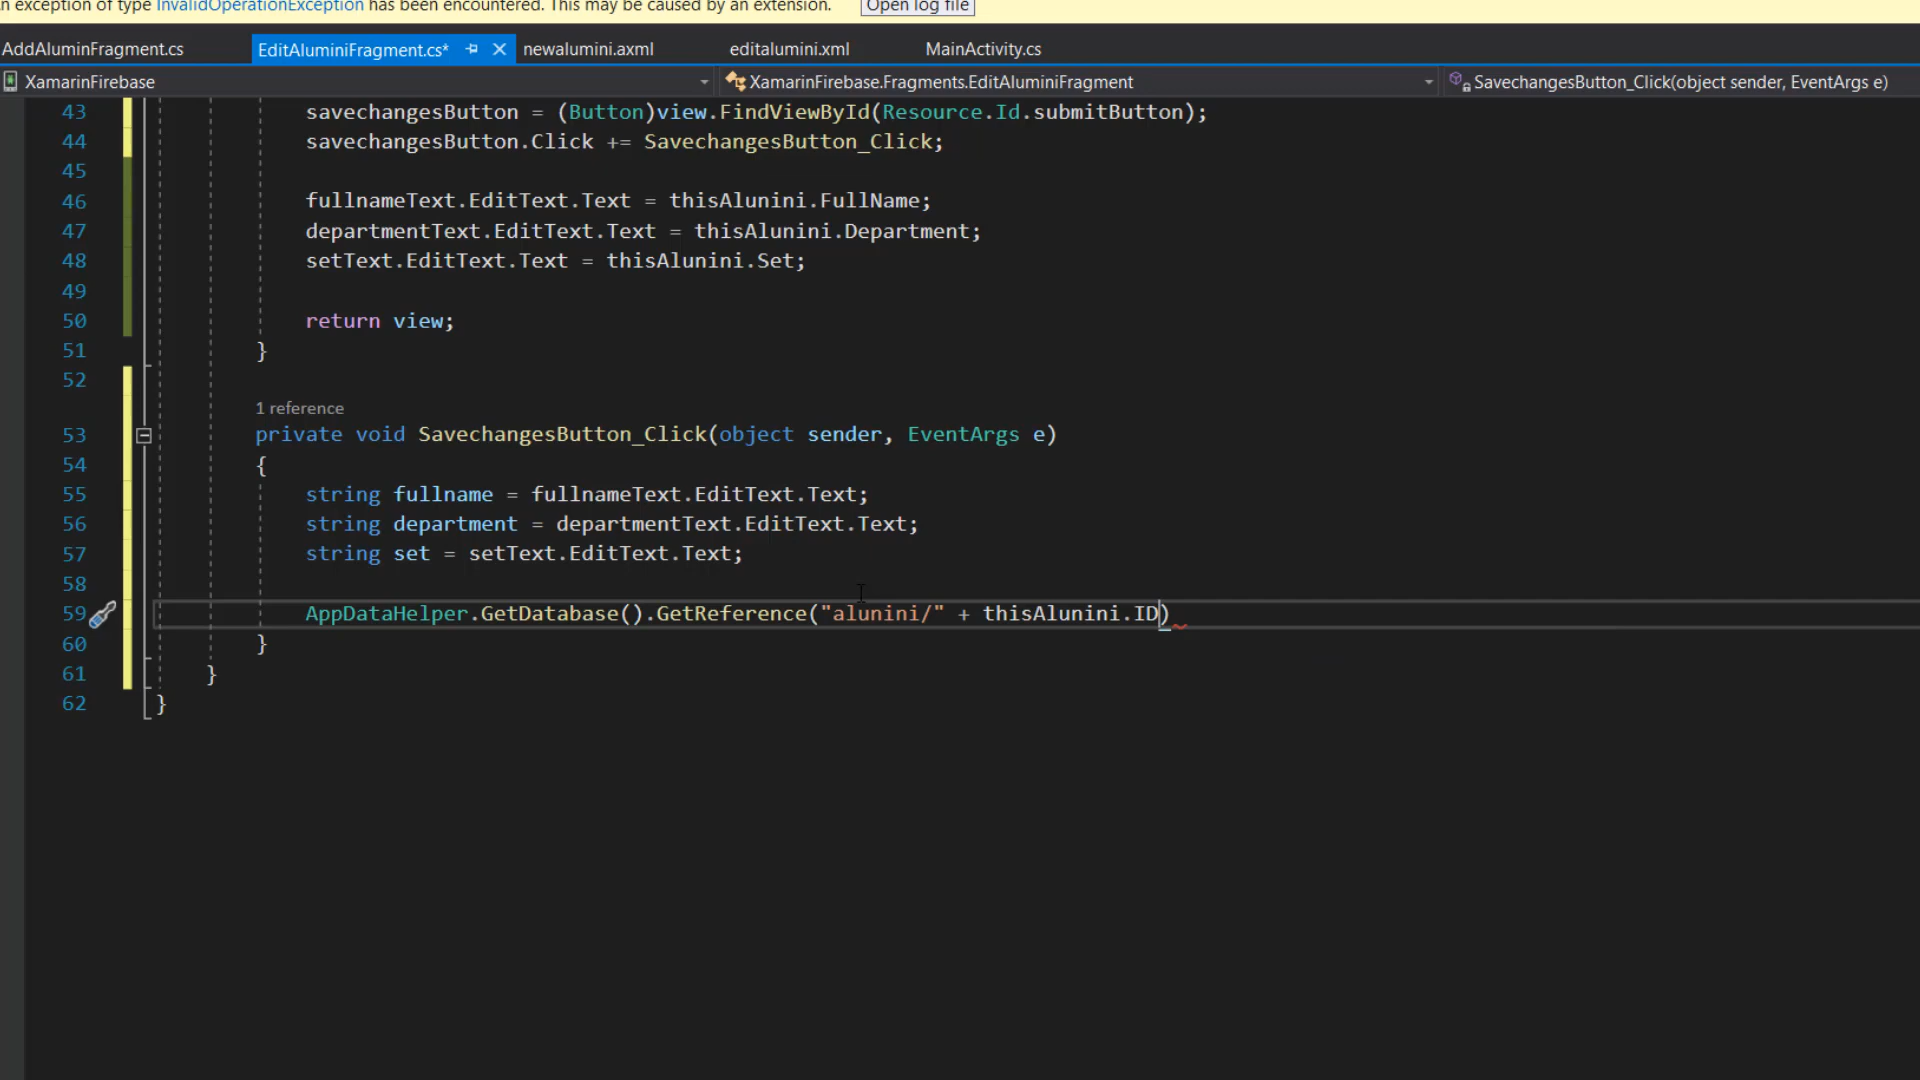 n exception of type InvalidOperationException has been encountered. This may be caused by an extension. Open log file
AddAluminFragment.cs EditAluminiFragment.cs* newalumini.axml editalumini.xml MainActivity.cs
XamarinFirebase XamarinFirebase.Fragments.EditAluminiFragment SavechangesButton_Click(object sender, EventArgs e)
43 savechangesButton = (Button)view.FindViewById(Resource.Id.submitButton);
44 savechangesButton.Click += SavechangesButton_Click;
45
46 fullnameText.EditText.Text = thisAlunini.FullName;
47 departmentText.EditText.Text = thisAlunini.Department;
48 setText.EditText.Text = thisAlunini.Set;
49
50 return view;
51 }
52
1 reference
53 private void SavechangesButton_Click(object sender, EventArgs e)
54 {
55 string fullname = fullnameText.EditText.Text;
56 string department = departmentText.EditText.Text;
57 string set = setText.EditText.Text;
58
59 AppDataHelper.GetDatabase().GetReference("alunini/" + thisAlunini.ID)
60 }
61 }
62 }